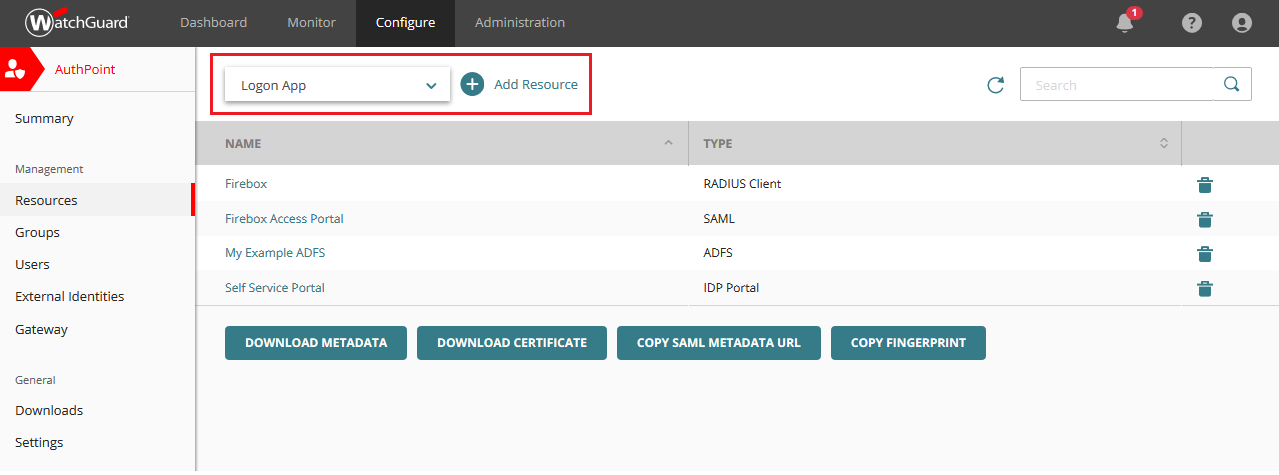 WatchGuard Dashboard Monitor Configure Administration 1 ?
AuthPoint
Logon App Add Resource Search
Summary
NAME TYPE
Management
Firebox RADIUS Client
Resources
Firebox Access Portal SAML
Groups
My Example ADFS ADFS
Users
Self Service Portal IDP Portal
External Identities
Gateway
DOWNLOAD METADATA DOWNLOAD CERTIFICATE COPY SAML METADATA URL COPY FINGERPRINT
General
Downloads
Settings